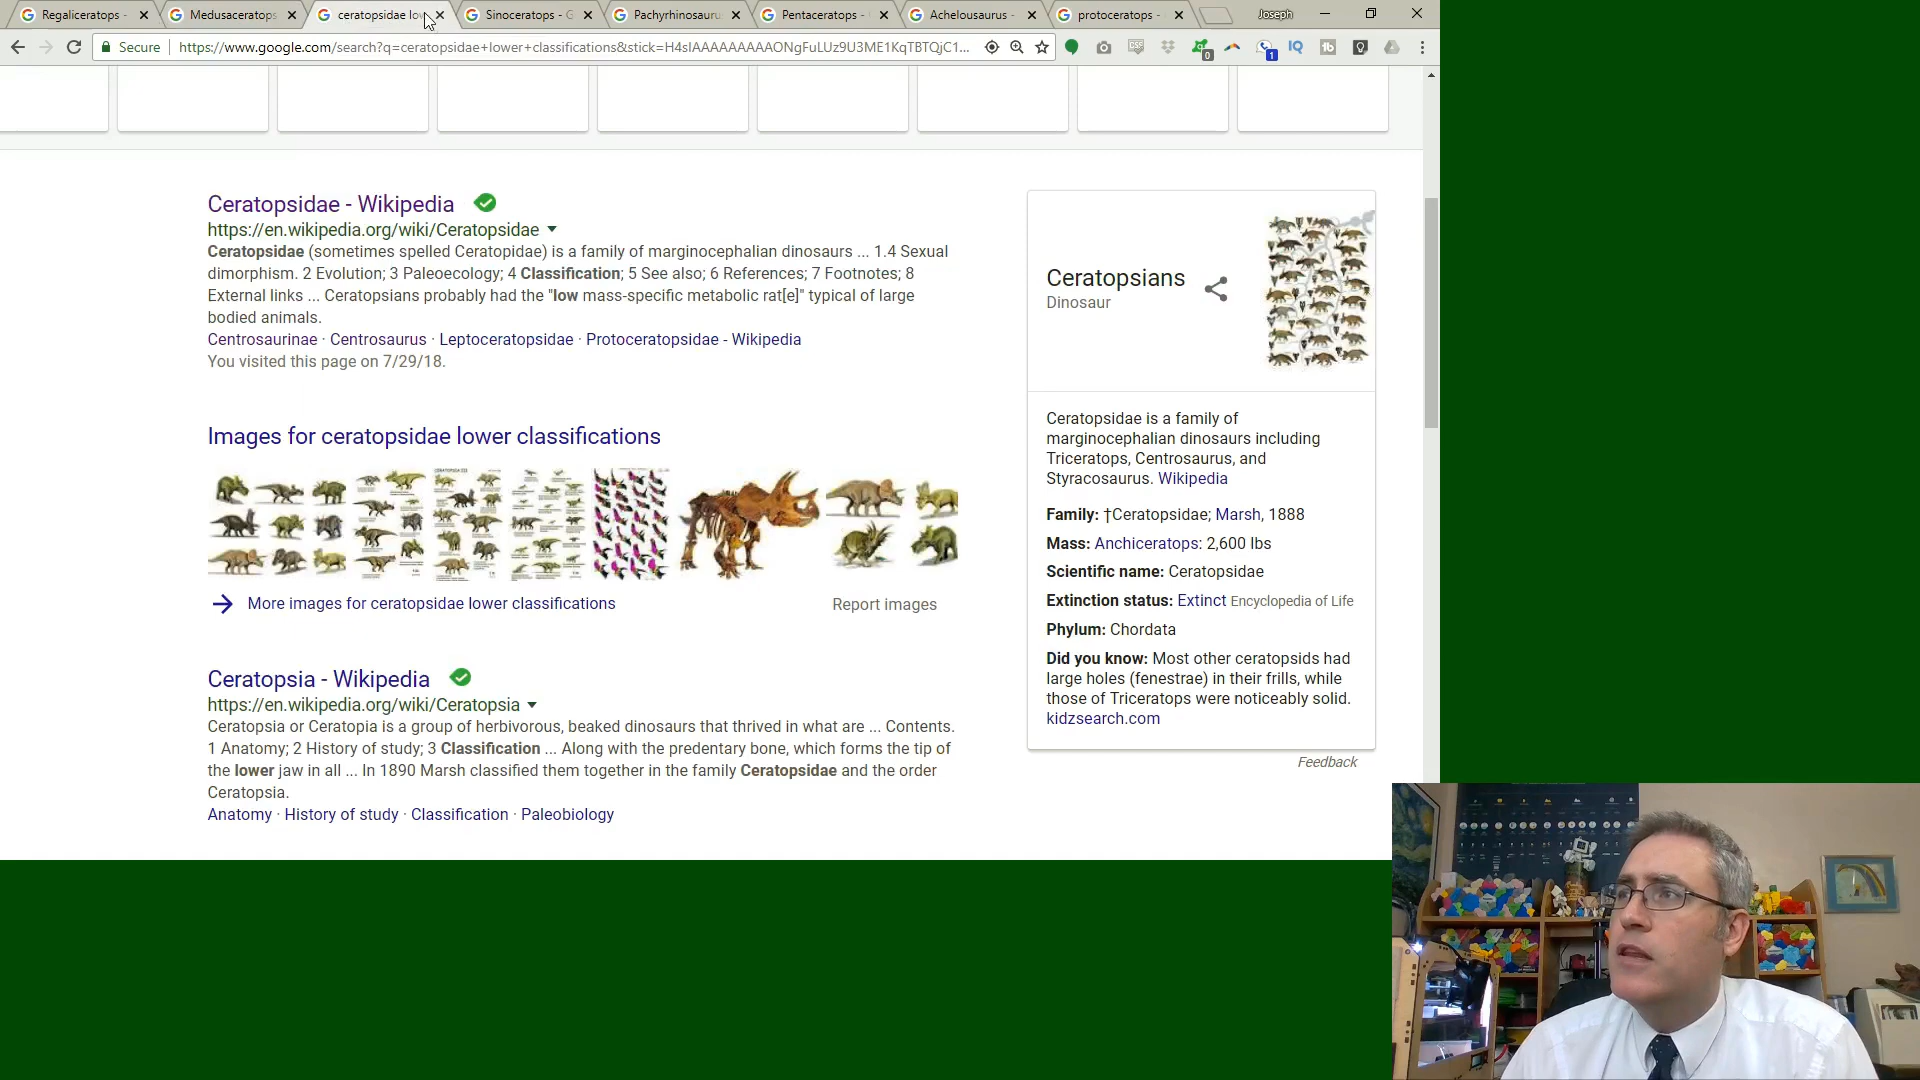 Regaliceratops -
Medusaceratops
ceratopsidae lo
Sinoceratops - G
Pachyrhinosauru
Pentaceratops -
Achelousaurus -
protoceratops -
Joseph
Secure
https://www.google.com/search?q=ceratopsidae+lower+classifications&stick=H4sIAAAAAAAAAONgFuLUz9U3ME1KqTBTQjC1...
0
1
Ceratopsidae - Wikipedia
https://en.wikipedia.org/wiki/Ceratopsidae
Ceratopsidae (sometimes spelled Ceratopidae) is a family of marginocephalian dinosaurs ... 1.4 Sexual
dimorphism. 2 Evolution; 3 Paleoecology; 4 Classification; 5 See also; 6 References; 7 Footnotes; 8
External links ... Ceratopsians probably had the "low mass-specific metabolic rat[e]" typical of large
bodied animals.
Centrosaurinae · Centrosaurus · Leptoceratopsidae · Protoceratopsidae - Wikipedia
You visited this page on 7/29/18.
Images for ceratopsidae lower classifications
More images for ceratopsidae lower classifications
Report images
Ceratopsia - Wikipedia
https://en.wikipedia.org/wiki/Ceratopsia
Ceratopsia or Ceratopia is a group of herbivorous, beaked dinosaurs that thrived in what are ... Contents.
1 Anatomy; 2 History of study; 3 Classification ... Along with the predentary bone, which forms the tip of
the lower jaw in all ... In 1890 Marsh classified them together in the family Ceratopsidae and the order
Ceratopsia.
Anatomy · History of study · Classification · Paleobiology
Ceratopsians
Dinosaur
Ceratopsidae is a family of
marginocephalian dinosaurs including
Triceratops, Centrosaurus, and
Styracosaurus. Wikipedia
Family: †Ceratopsidae; Marsh, 1888
Mass: Anchiceratops: 2,600 lbs
Scientific name: Ceratopsidae
Extinction status: Extinct Encyclopedia of Life
Phylum: Chordata
Did you know: Most other ceratopsids had
large holes (fenestrae) in their frills, while
those of Triceratops were noticeably solid.
kidzsearch.com
Feedback